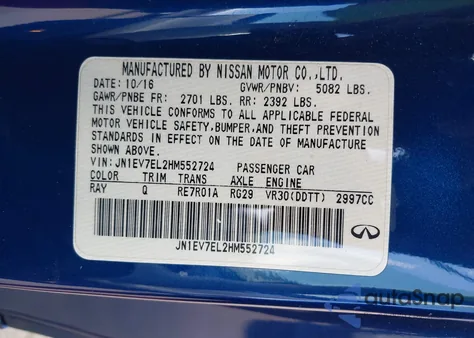 MANUFACTURED BY NISSAN MOTOR CO.,LTD.
DATE: 10/16 GVWR/PNBV: 5082 LBS.
GAWR/PNBE FR: 2701 LBS. RR: 2392 LBS.
THIS VEHICLE CONFORMS TO ALL APPLICABLE FEDERAL
MOTOR VEHICLE SAFETY,BUMPER,AND THEFT PREVENTION
STANDARDS IN EFFECT ON THE DATE OF MANUFACTURE
SHOWN ABOVE.
VIN: JN1EV7EL2HM552724 PASSENGER CAR
COLOR TRIM TRANS AXLE ENGINE
RAY Q RE7R01A RG29 VR30(DDTT) 2997CC
JN1EV7EL2HM552724
autoSnap